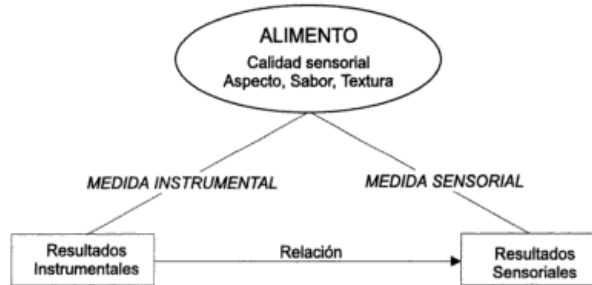 ALIMENTO
Calidad sensorial
Aspecto, Sabor, Textura
MEDIDA INSTRUMENTAL
MEDIDA SENSORIAL
Resultados
Instrumentales
Relación
Resultados
Sensoriales